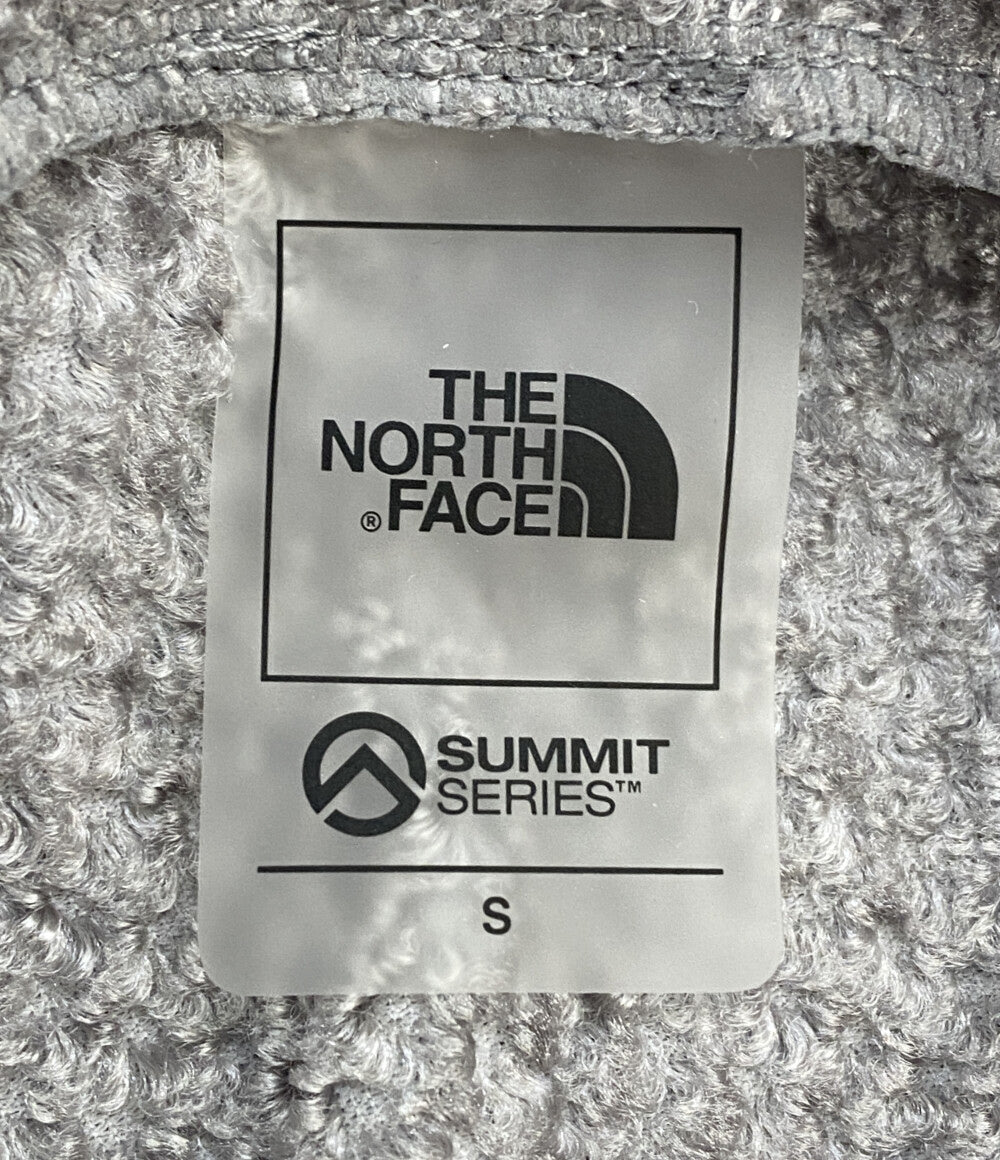 THE
NORTH
® FACE
SUMMIT
SERIES™
S